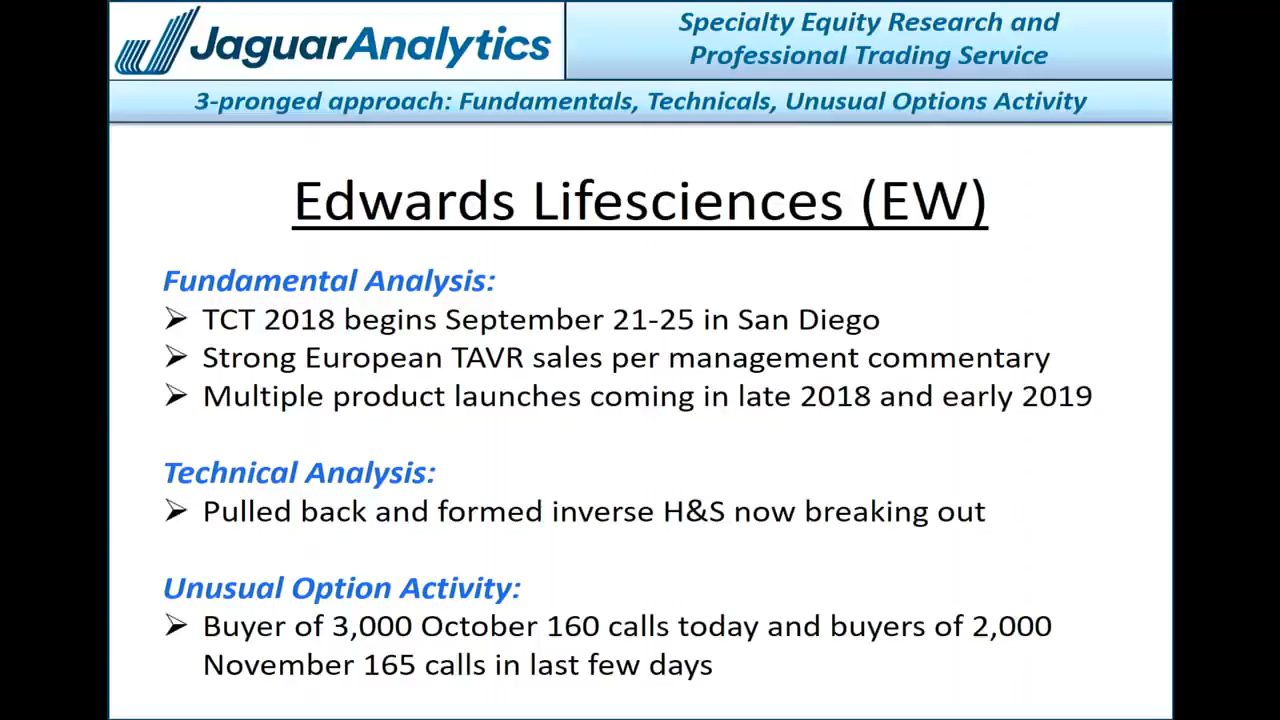 JaguarAnalytics
Specialty Equity Research and
Professional Trading Service
3-pronged approach: Fundamentals, Technicals, Unusual Options Activity
Edwards Lifesciences (EW)
Fundamental Analysis:
➢ TCT 2018 begins September 21-25 in San Diego
➢ Strong European TAVR sales per management commentary
➢ Multiple product launches coming in late 2018 and early 2019
Technical Analysis:
➢ Pulled back and formed inverse H&S now breaking out
Unusual Option Activity:
➢ Buyer of 3,000 October 160 calls today and buyers of 2,000
November 165 calls in last few days